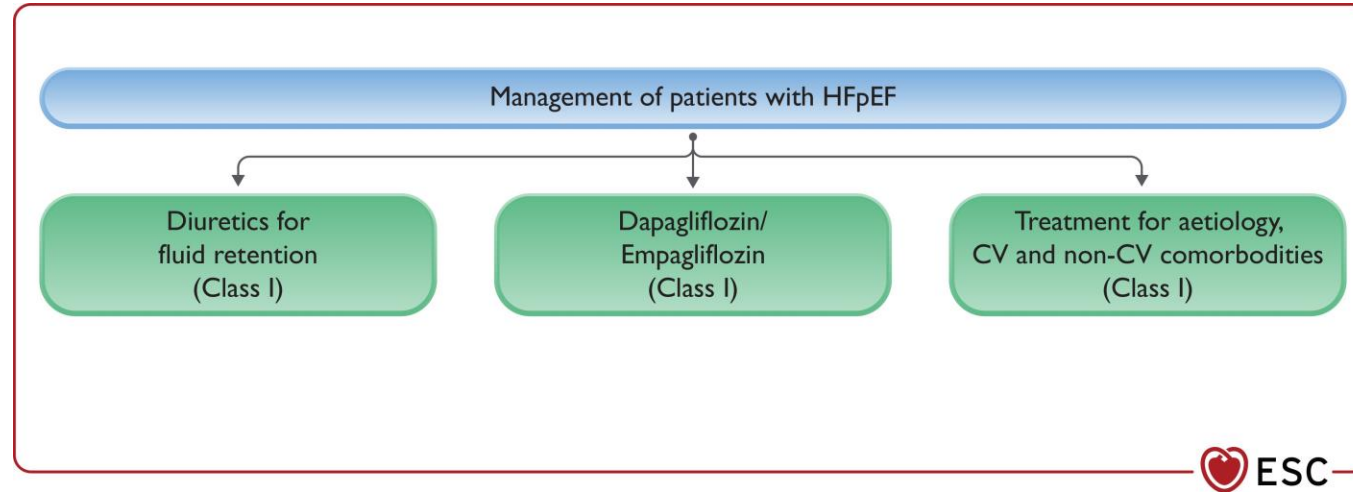 Management of patients with HFpEF
Diuretics for
fluid retention
(Class I)
Dapagliflozin/
Empagliflozin
(Class I)
Treatment for aetiology,
CV and non-CV comorbodities
(Class I)
ESC